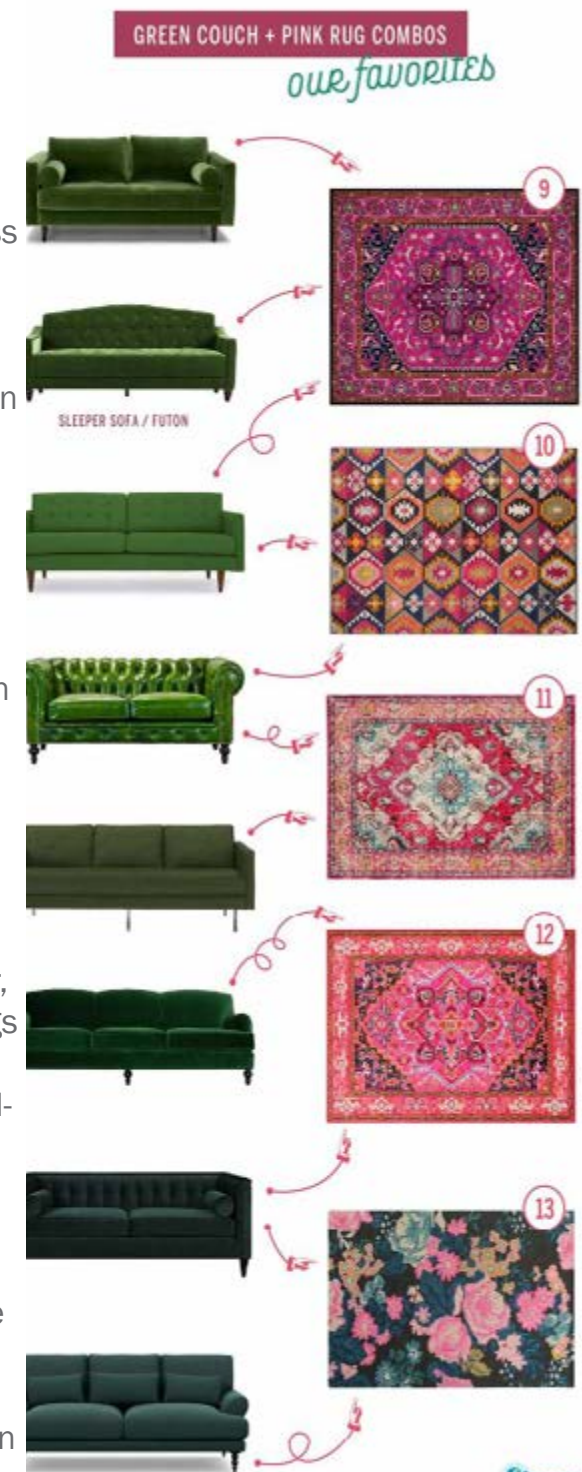 GREEN COUCH + PINK RUG COMBOS
our favorites
9
SLEEPER SOFA / FUTON
10
11
12
13